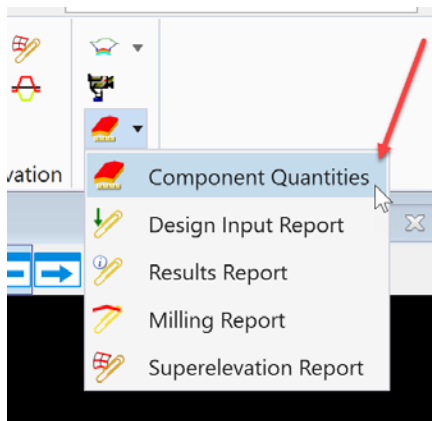 vation
Component Quantities
Design Input Report
Results Report
Milling Report
Superelevation Report